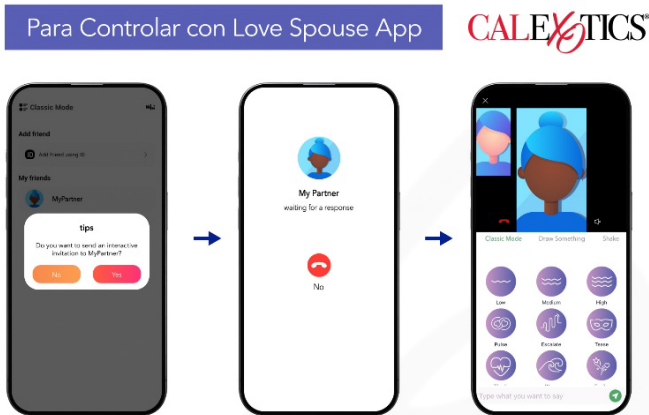 Para Controlar con Love Spouse App
CALEXOTICS®
Classic Mode
Add friend
Add friend using ID
My friends
MyPartner
tips
Do you want to send an interactive
invitation to MyPartner?
No
Yes
My Partner
waiting for a response
No
Classic Mode
Draw Something
Shake
Low
Medium
High
Pulse
Escalate
Tease
Type what you want to say